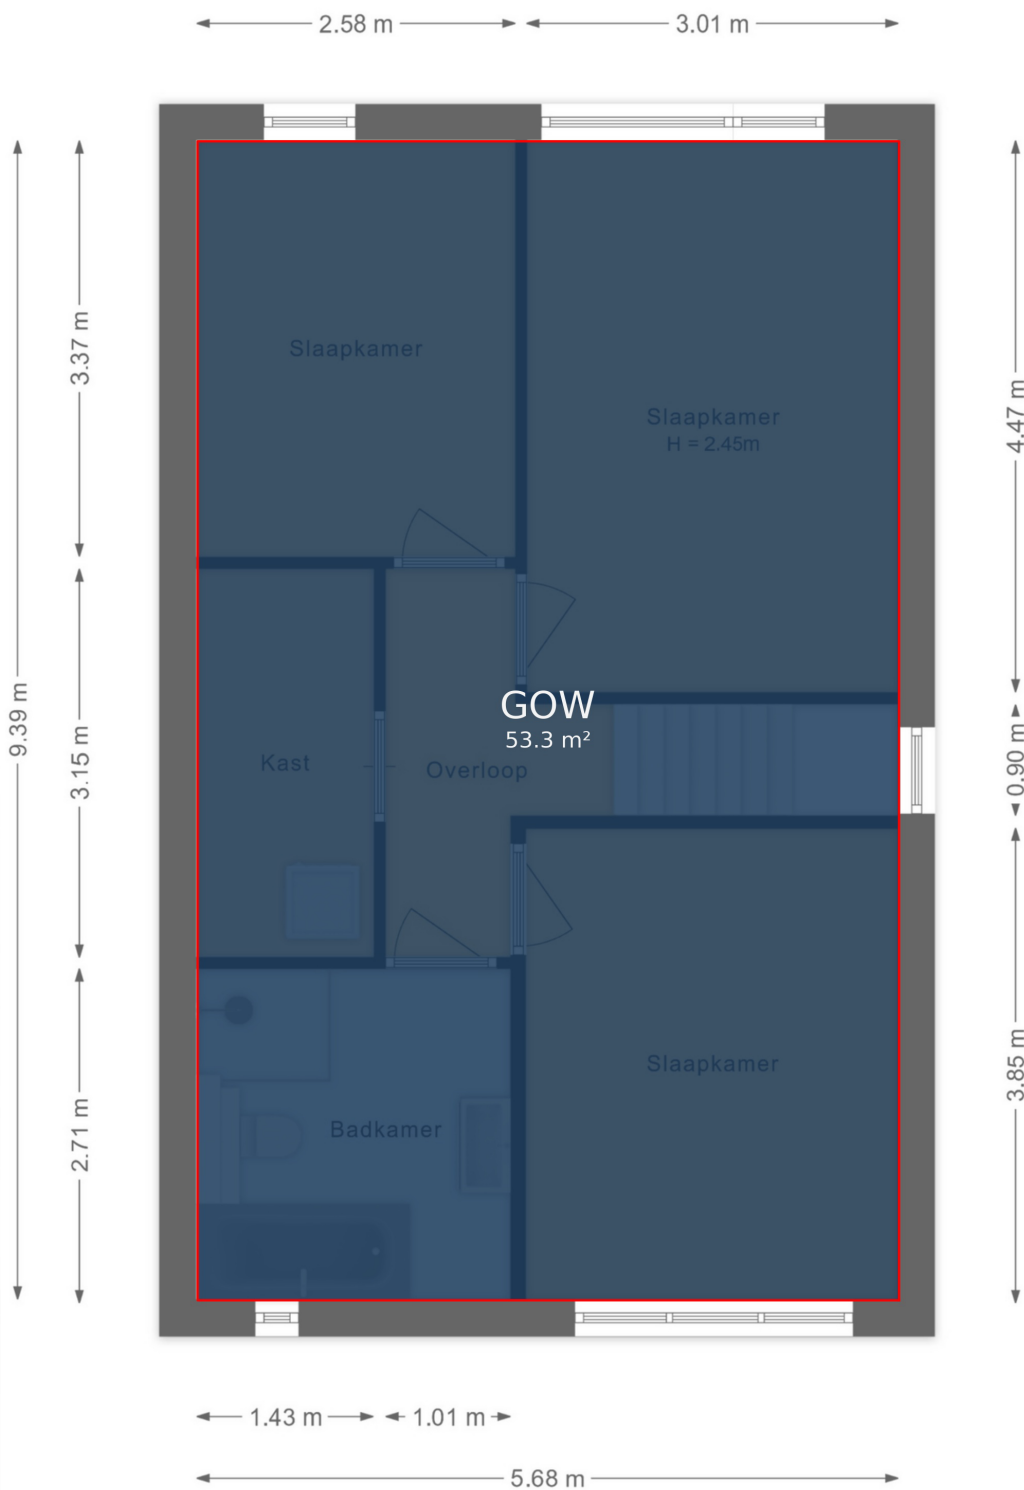 2.58 m
3.01 m
9.39 m
3.37 m
3.15 m
2.71 m
4.47 m
0.90 m
3.85 m
Slaapkamer
Slaapkamer
H = 2.45m
GOW
53.3 m²
Kast
Overloop
Slaapkamer
Badkamer
1.43 m
1.01 m
5.68 m